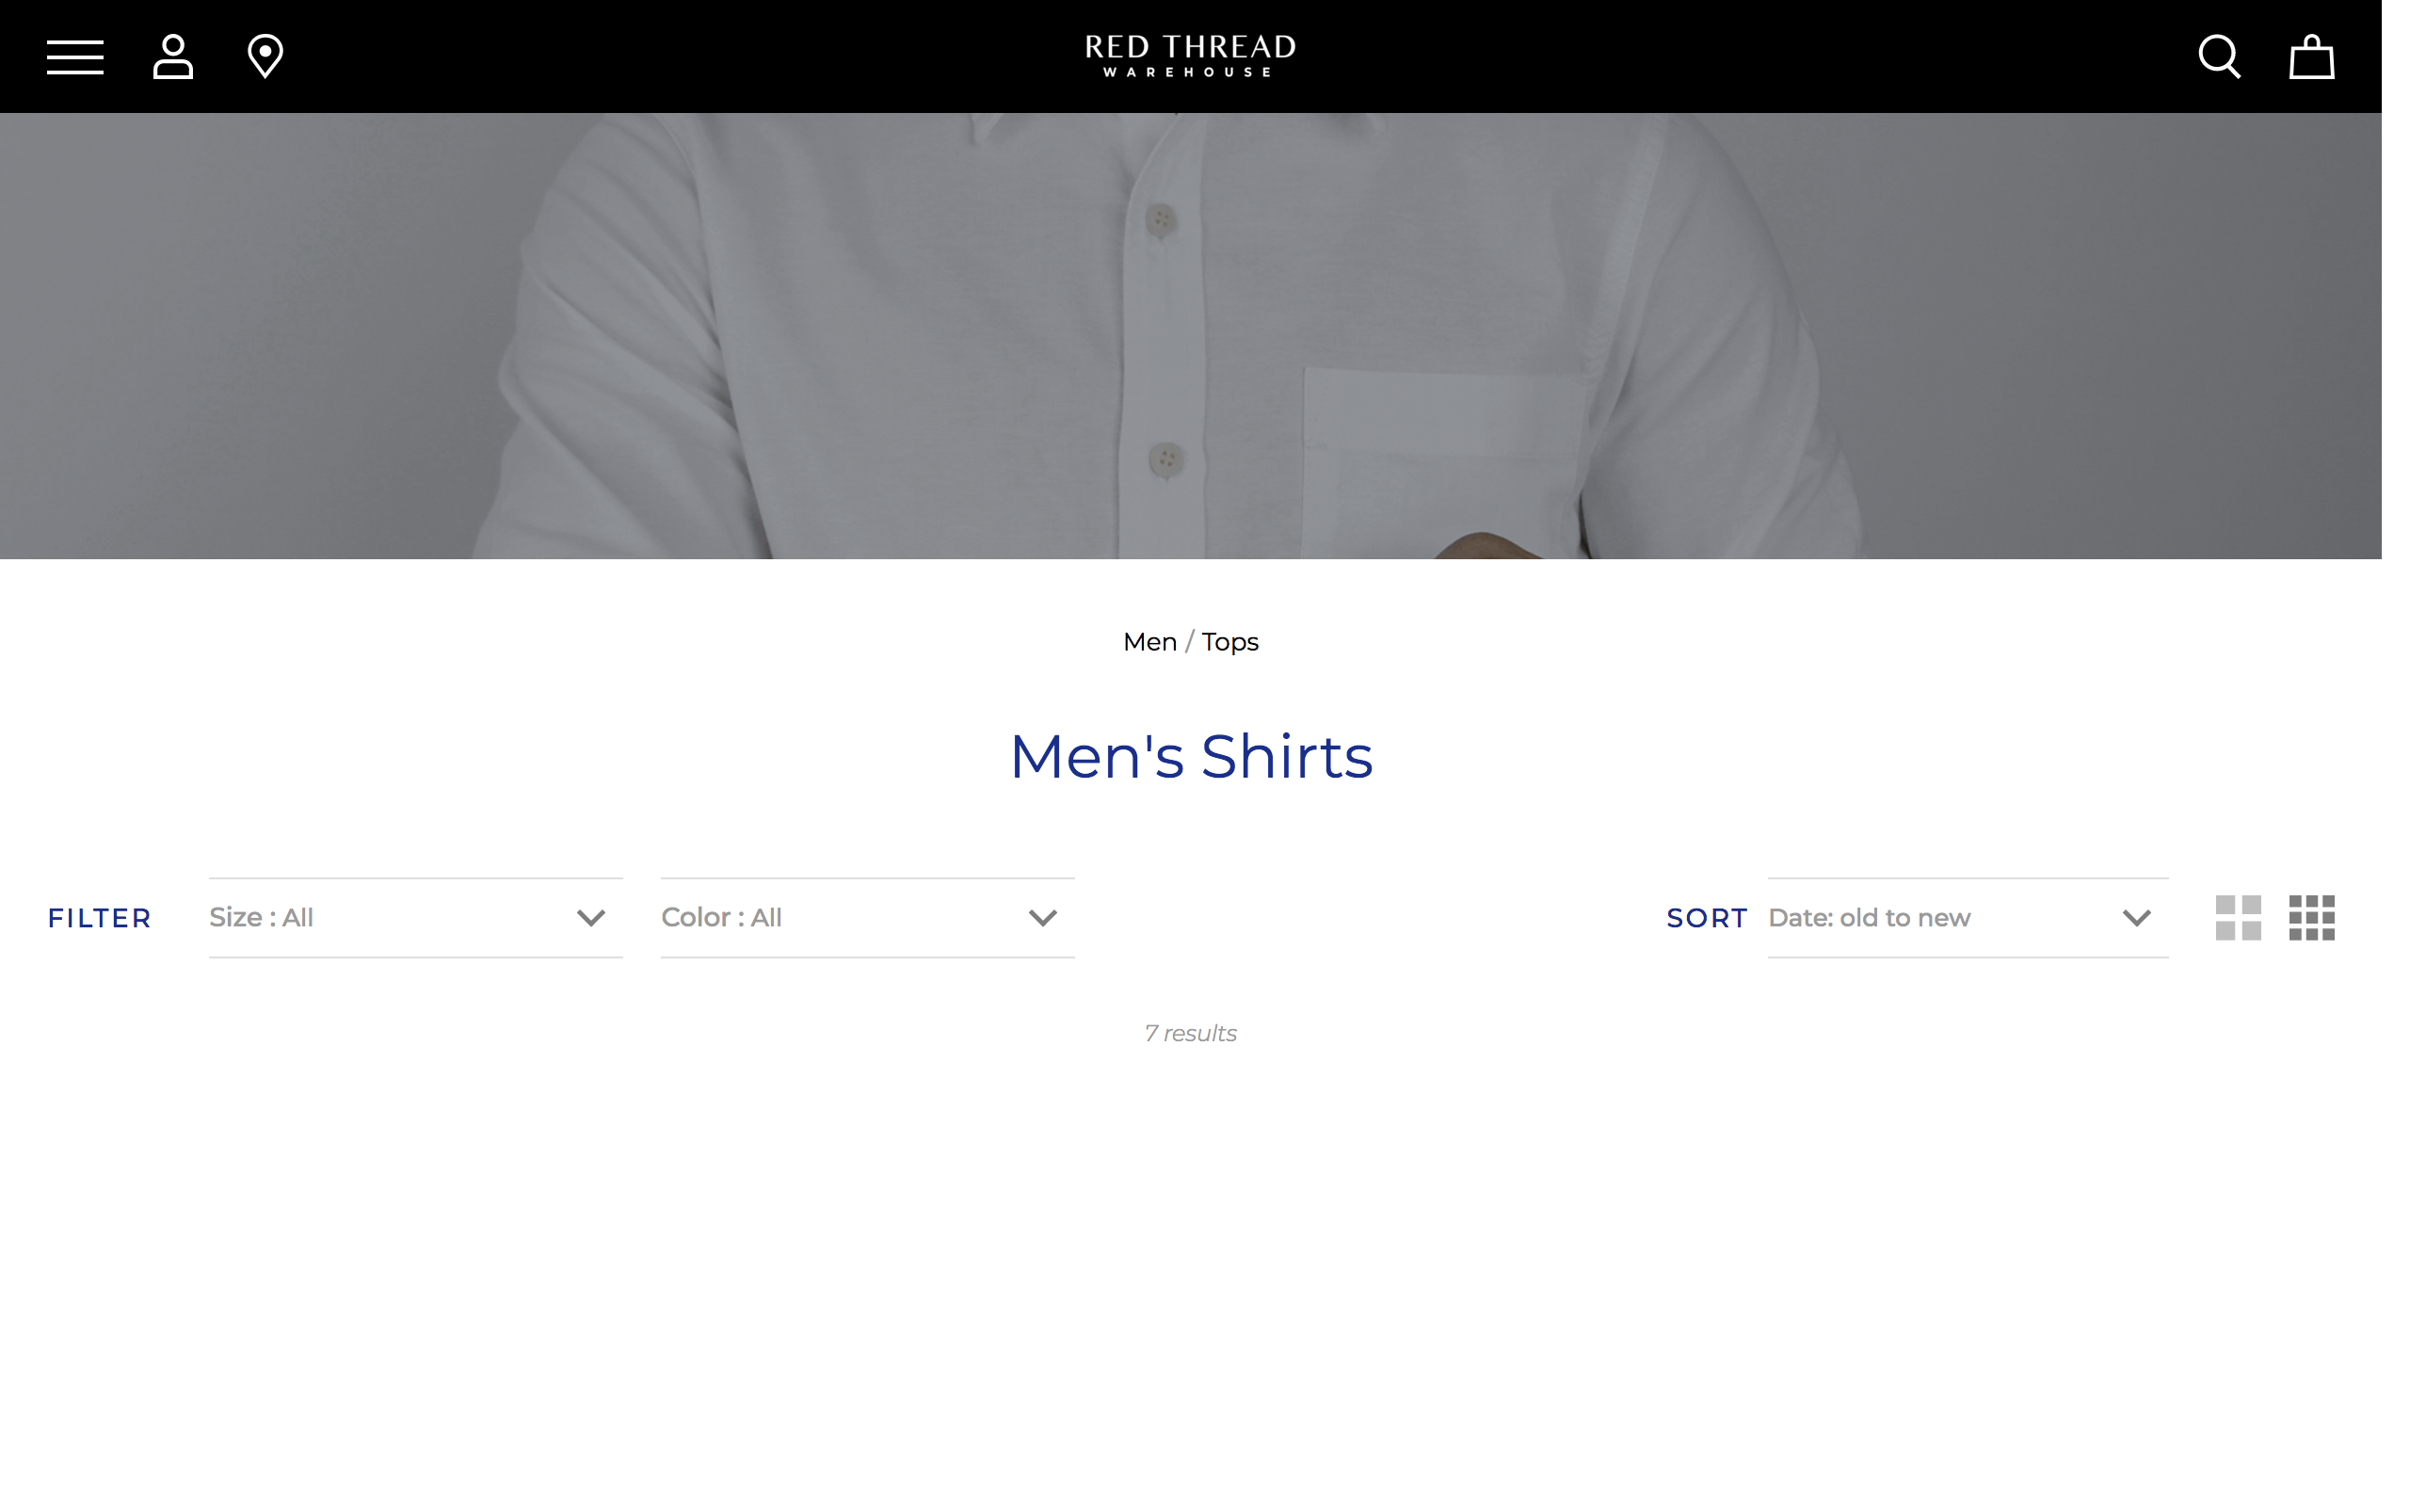 RED THREAD
WAREHOUSE
Men / Tops
Men's Shirts
FILTER
Size : All
Color : All
SORT
Date: old to new
7 results